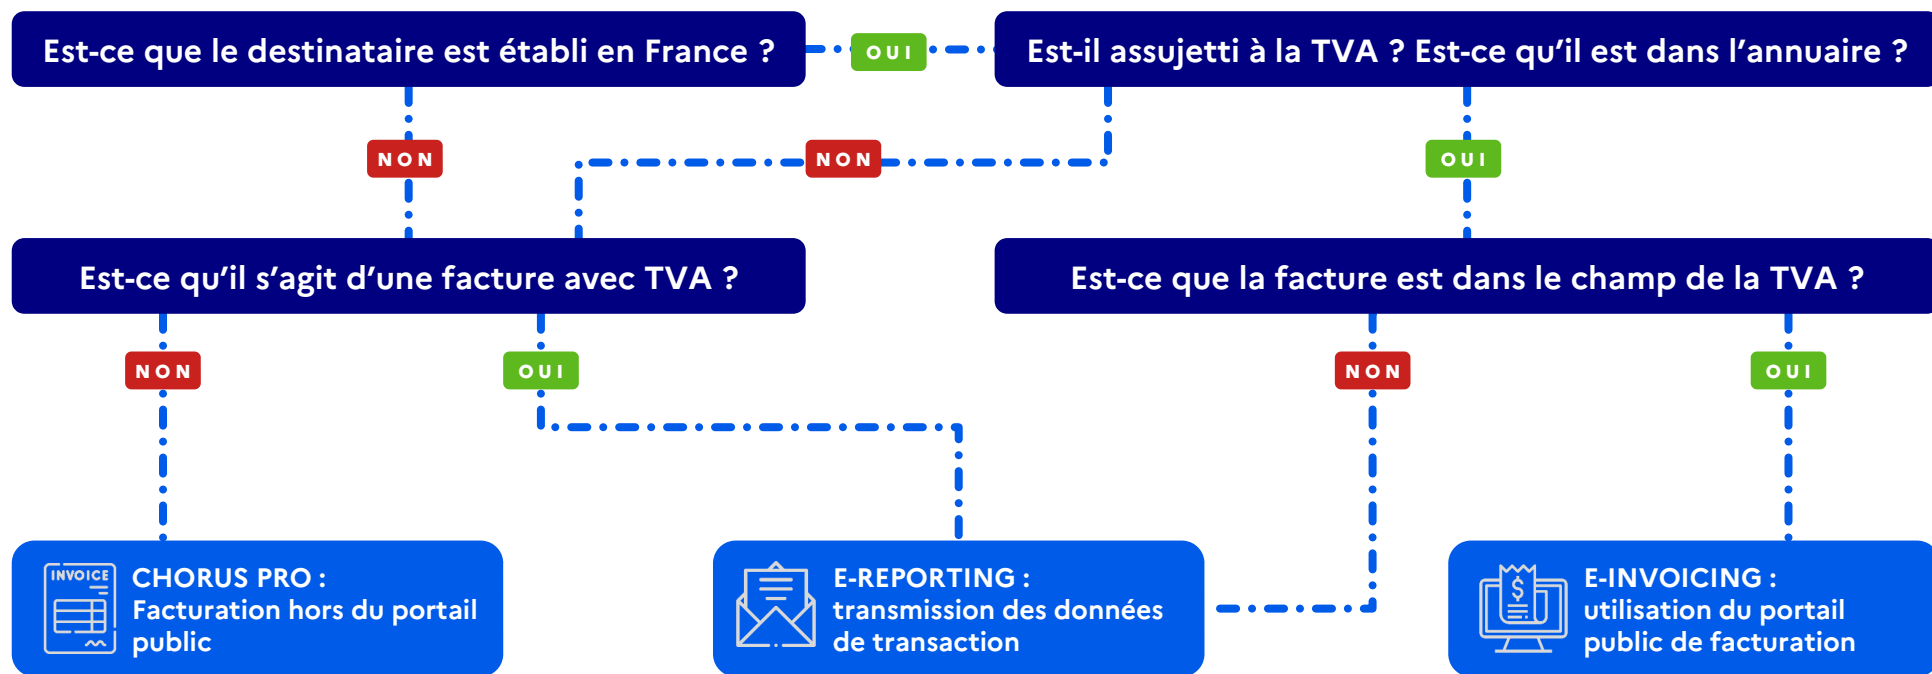 Est-ce que le destinataire est établi en France ?
OUI
Est-il assujetti à la TVA ? Est-ce qu’il est dans l’annuaire ?
NON
NON
OUI
Est-ce qu’il s’agit d’une facture avec TVA ?
Est-ce que la facture est dans le champ de la TVA ?
NON
OUI
NON
OUI
INVOICE
CHORUS PRO :
Facturation hors du portail
public
E-REPORTING :
transmission des données
de transaction
$
E-INVOICING :
utilisation du portail
public de facturation